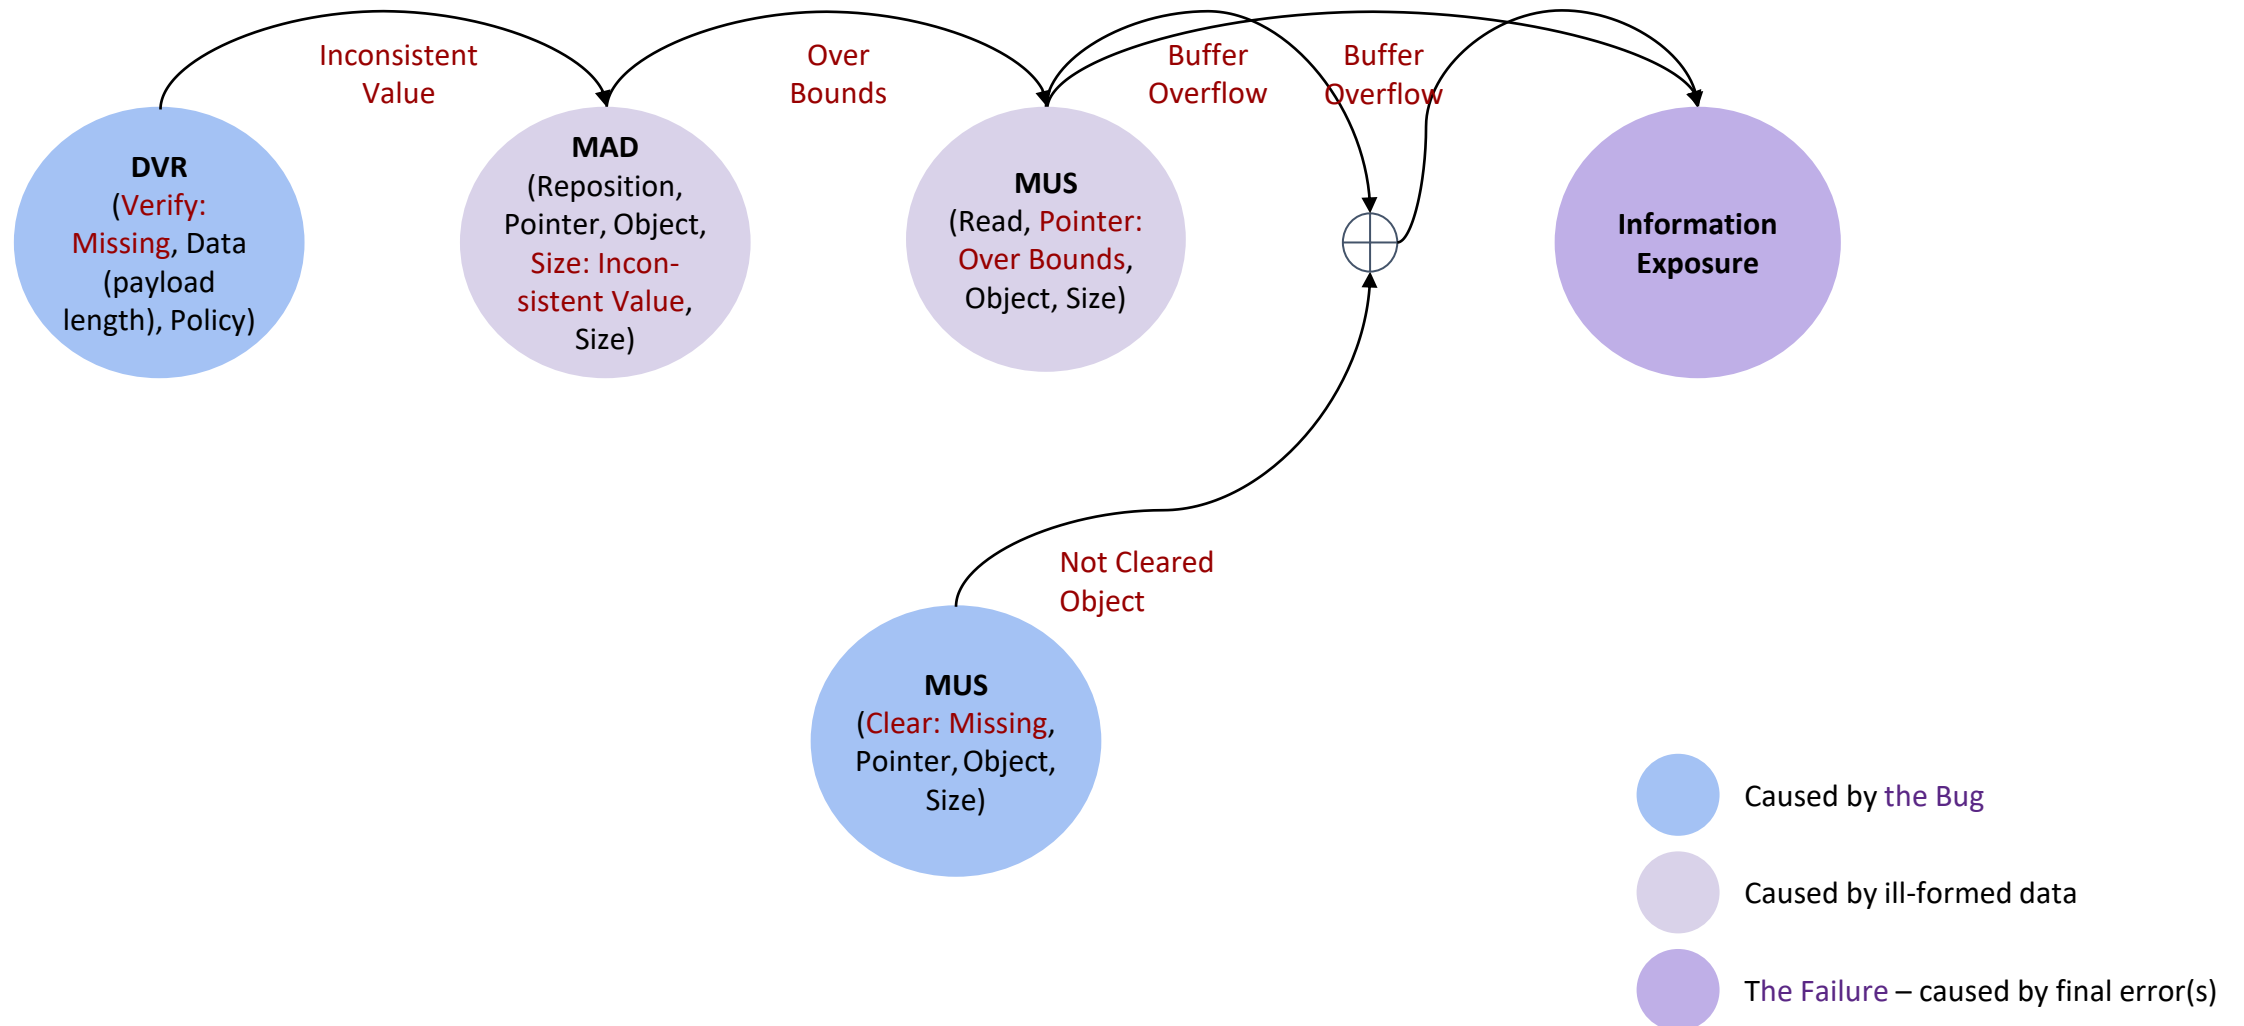 Inconsistent
Value
Over
Bounds
Buffer
Overflow
Buffer
Overflow
DVR
(Verify:
Missing, Data
(payload
length), Policy)
MAD
(Reposition,
Pointer, Object,
Size: Incon-
sistent Value,
Size)
MUS
(Read, Pointer:
Over Bounds,
Object, Size)
Information
Exposure
Not Cleared
Object
MUS
(Clear: Missing,
Pointer, Object,
Size)
Caused by the Bug
Caused by ill-formed data
The Failure – caused by final error(s)